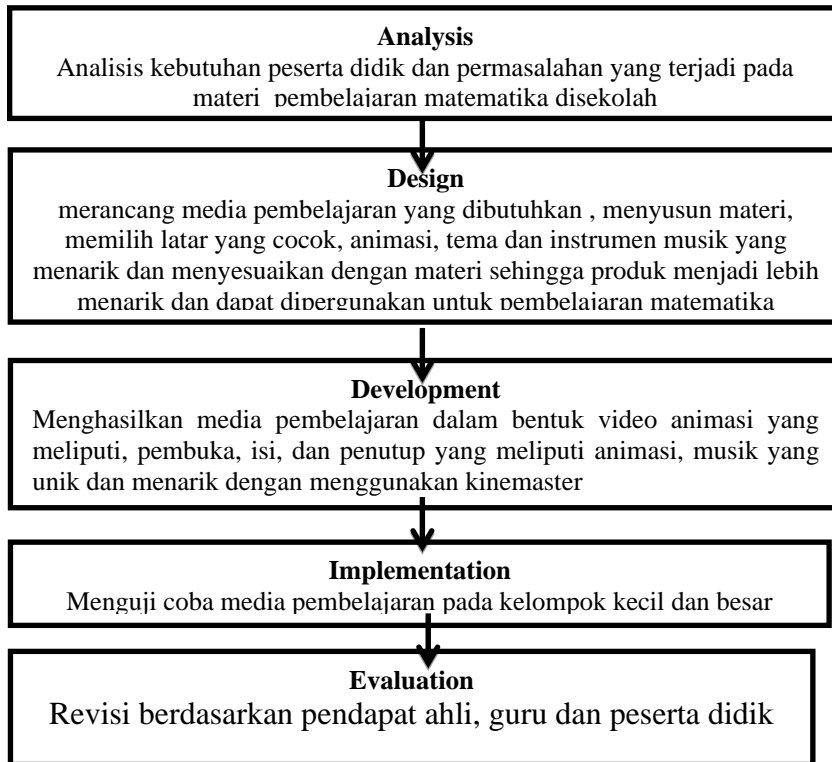 Analysis
Analisis kebutuhan peserta didik dan permasalahan yang terjadi pada
materi pembelajaran matematika disekolah
Design
merancang media pembelajaran yang dibutuhkan , menyusun materi,
memilih latar yang cocok, animasi, tema dan instrumen musik yang
menarik dan menyesuaikan dengan materi sehingga produk menjadi lebih
menarik dan dapat dipergunakan untuk pembelajaran matematika
Development
Menghasilkan media pembelajaran dalam bentuk video animasi yang
meliputi, pembuka, isi, dan penutup yang meliputi animasi, musik yang
unik dan menarik dengan menggunakan kinemaster
Implementation
Menguji coba media pembelajaran pada kelompok kecil dan besar
Evaluation
Revisi berdasarkan pendapat ahli, guru dan peserta didik